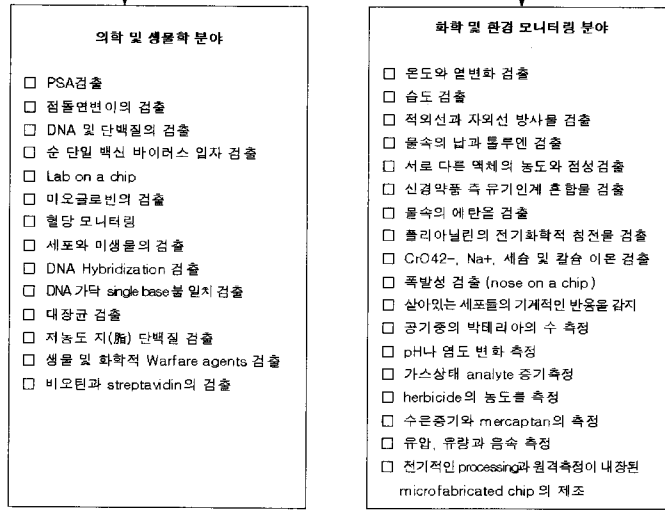 의학 및 생물학 분야
□ PSA검출
□ 점돌연변이의 검출
□ DNA 및 단백질의 검출
□ 순 단일 백신 바이러스 입자 검출
□ Lab on a chip
□ 미오글로빈의 검출
□ 혈당 모니터링
□ 세포와 미생물의 검출
□ DNA Hybridization 검출
□ DNA 가닥 single base 불 일치 검출
□ 대장균 검출
□ 저농도 지(脂) 단백질 검출
□ 생물 및 화학적 Warfare agents 검출
□ 비오틴과 streptavidin의 검출
화학 및 환경 모니터링 분야
□ 온도와 열변화 검출
□ 습도 검출
□ 적외선과 자외선 방사물 검출
□ 물속의 납과 톨루엔 검출
□ 서로 다른 액체의 농도와 점성검출
□ 신경약품 측 유기인계 혼합물 검출
□ 물속의 에탄올 검출
□ 폴리아닐린의 전기화학적 침전물 검출
□ CrO42-, Na+, 세슘 및 칼슘 이온 검출
□ 폭발성 검출 (nose on a chip)
□ 살아있는 세포들의 기계적인 반응을 감지
□ 공기중의 박테리아의 수 측정
□ pH나 염도 변화 측정
□ 가스상태 analyte 증기측정
□ herbicide의 농도를 측정
□ 수은증기와 mercaptan의 측정
□ 유압, 유량과 음속 측정
□ 전기적인 processing과 원격측정이 내장된
microfabricated chip 의 제조